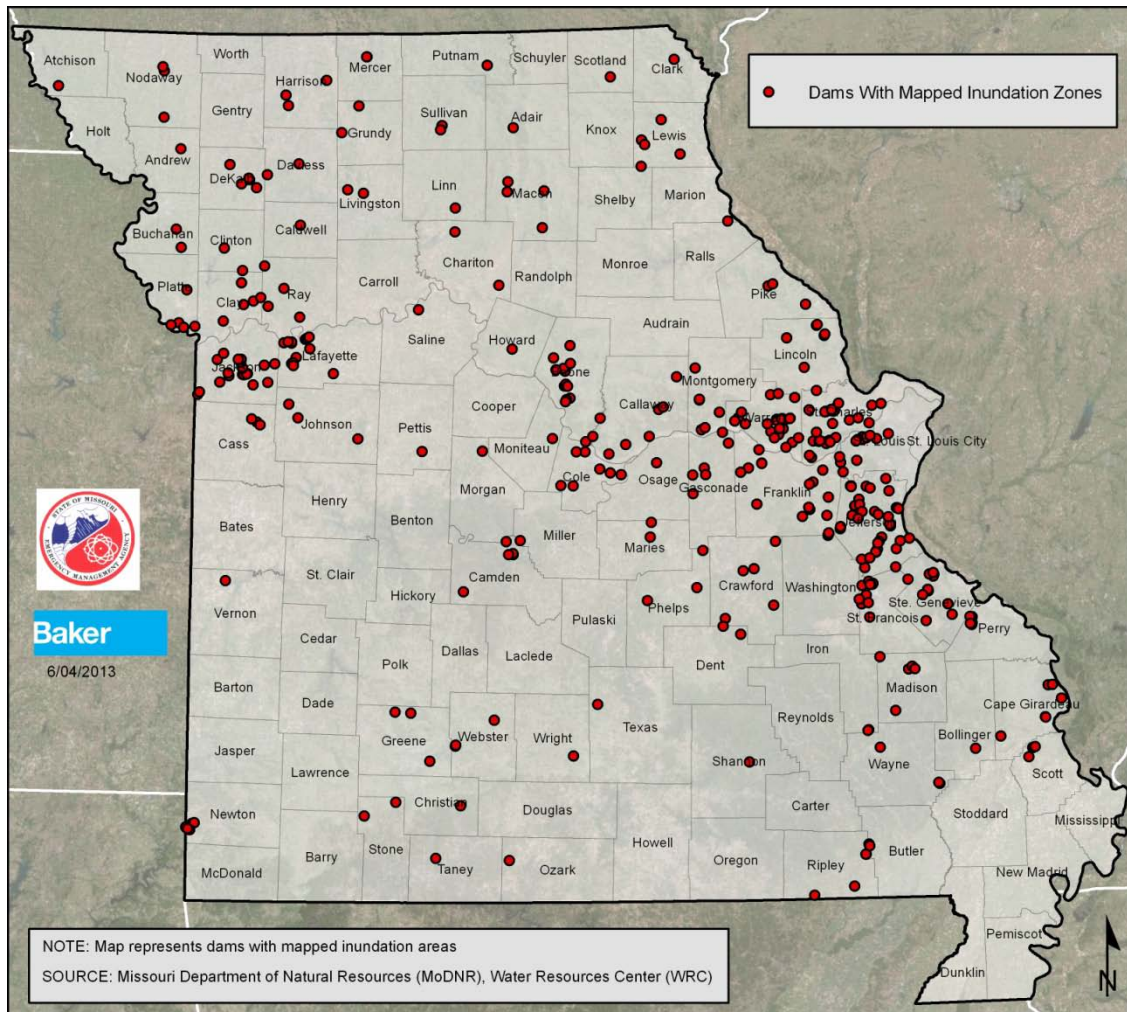 Dams With Mapped Inundation Zones
Atchison
Nodaway
Worth
Harrison
Mercer
Putnam
Schuyler
Scotland
Clark
Holt
Gentry
Sullivan
Adair
Knox
Lewis
Grundy
Andrew
DeKalb
Daviess
Livingston
Linn
Macon
Shelby
Marion
Buchanan
Clinton
Caldwell
Carroll
Chariton
Randolph
Monroe
Ralls
Platte
Clay
Ray
Saline
Howard
Audrain
Pike
Lincoln
Jackson
Lafayette
Boone
Callaway
Montgomery
Warren
St. Charles
St. Louis
St. Louis City
Cass
Johnson
Pettis
Cooper
Moniteau
Cole
Osage
Gasconade
Franklin
Jefferson
Henry
Benton
Morgan
Miller
Maries
Bates
St. Clair
Hickory
Camden
Pulaski
Phelps
Crawford
Washington
Ste. Genevieve
St. Francois
Perry
Vernon
Cedar
Polk
Dallas
Laclede
Dent
Iron
Madison
Cape Girardeau
Barton
Dade
Greene
Webster
Wright
Texas
Reynolds
Bollinger
Jasper
Lawrence
Shannon
Wayne
Scott
Newton
Christian
Douglas
Carter
Stoddard
Mississippi
McDonald
Barry
Stone
Taney
Ozark
Howell
Oregon
Ripley
Butler
New Madrid
Pemiscot
Dunklin
STATE OF MISSOURI
EMERGENCY MANAGEMENT AGENCY
Baker
6/04/2013
N
NOTE: Map represents dams with mapped inundation areas
SOURCE: Missouri Department of Natural Resources (MoDNR), Water Resources Center (WRC)